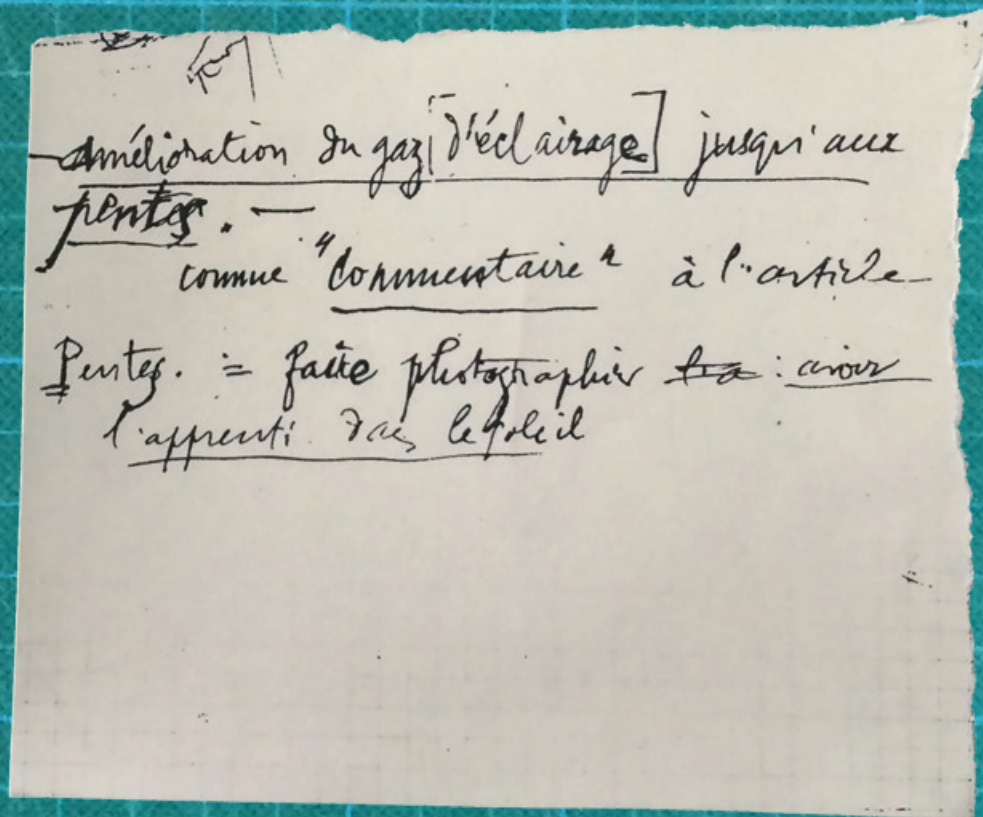 amélioration du gaz [d'éclairage] jusqu'aux
pentes. —
comme "Commentaire" à l'article
Pentes. = faire photographier : avoir
l'apprenti dans le soleil